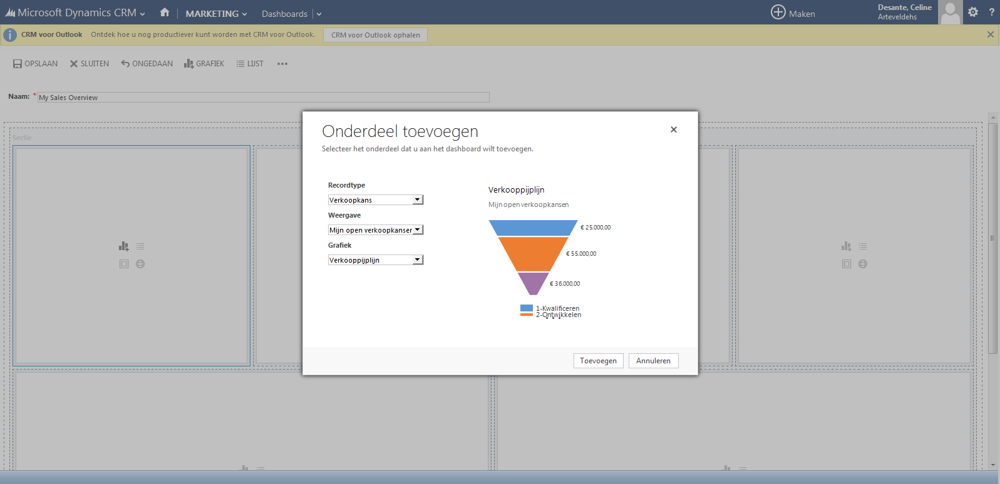 Microsoft Dynamics CRM
MARKETING
Dashboards
Maken
Desante, Celine
Arteveldehs
?
CRM voor Outlook Ontdek hoe u nog productiever kunt worden met CRM voor Outlook. CRM voor Outlook ophalen
OPSLAAN SLUITEN ONGEDAAN GRAFIEK LIJST
Naam: * My Sales Overview
Sectie
Onderdeel toevoegen
Selecteer het onderdeel dat u aan het dashboard wilt toevoegen.
Recordtype
Verkoopkans
Weergave
Mijn open verkoopkansen
Grafiek
Verkooppijplijn
Verkooppijplijn
Mijn open verkoopkansen
€ 25.000,00
€ 55.000,00
€ 36.000,00
1-Kwalificeren
2-Ontwikkelen
Toevoegen Annuleren